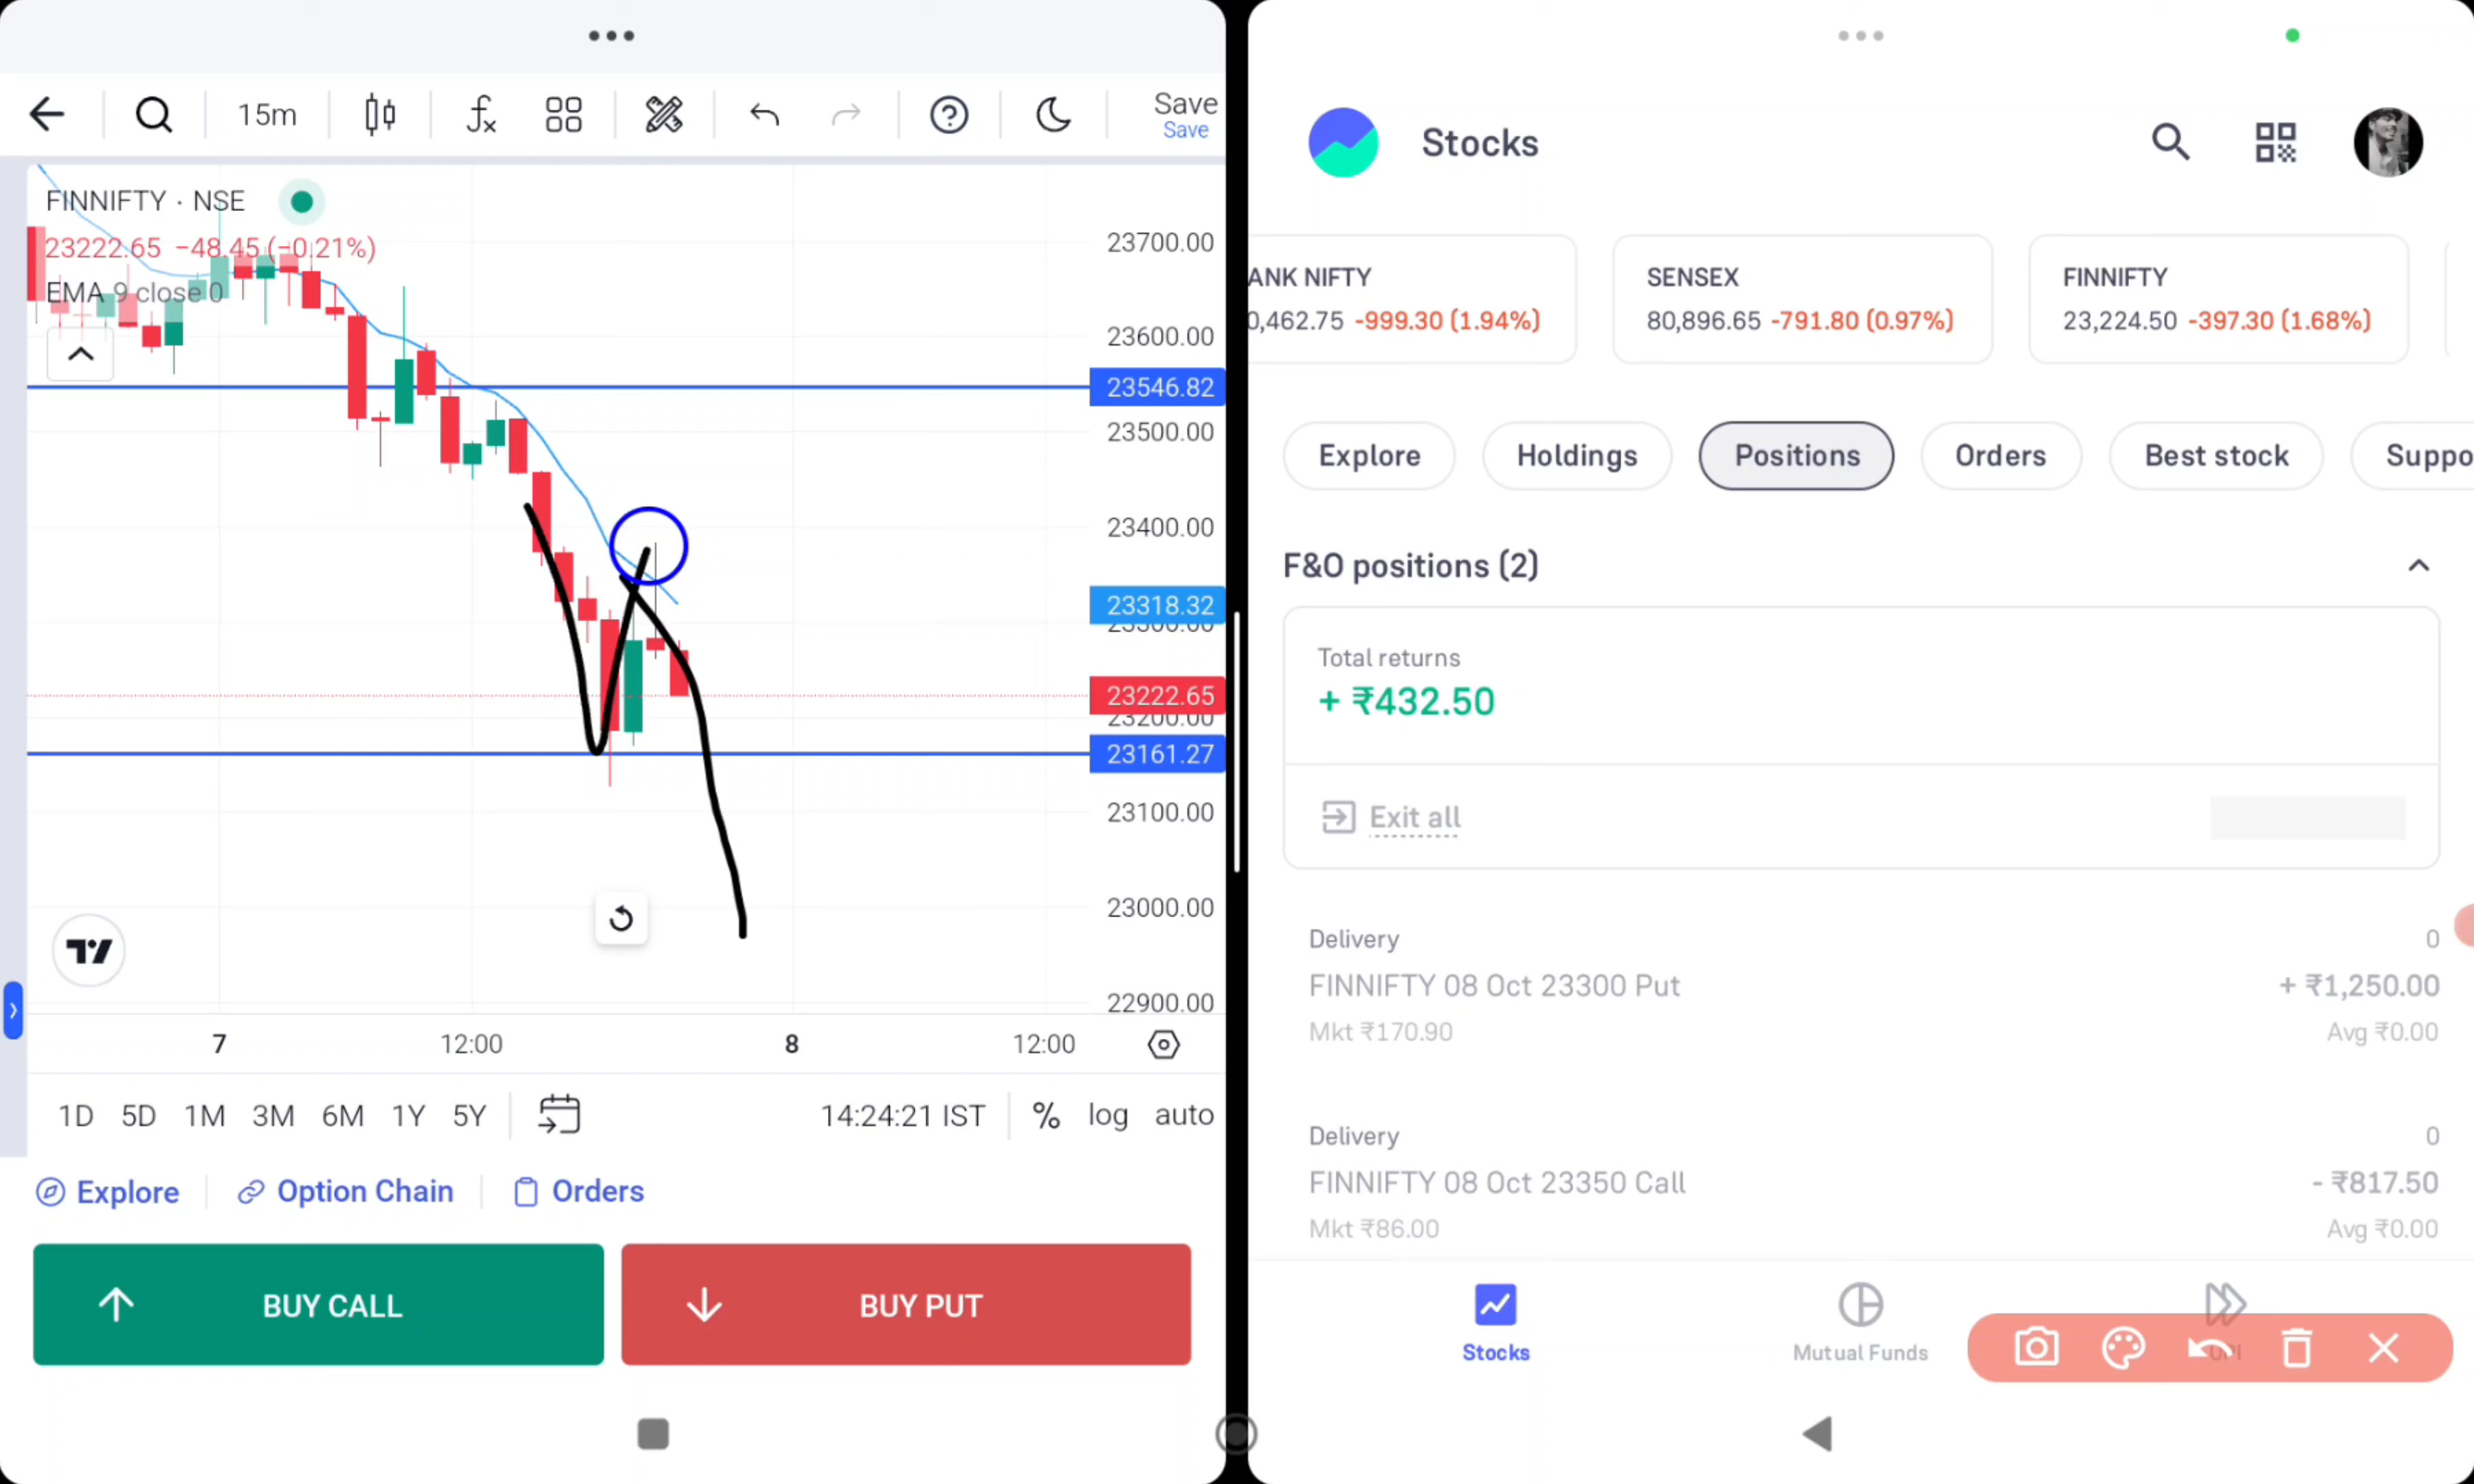 15m
Save
Save
FINNIFTY · NSE
23222.65 −48.45 (−0.21%)
EMA 9 close 0
23700.00
23600.00
23546.82
23500.00
23400.00
23318.32
23300.00
23222.65
23200.00
23161.27
23100.00
23000.00
22900.00
7
12:00
8
12:00
1D 5D 1M 3M 6M 1Y 5Y
14:24:21 IST
% log auto
Explore
Option Chain
Orders
BUY CALL
BUY PUT
Stocks
ANK NIFTY
0,462.75 -999.30 (1.94%)
SENSEX
80,896.65 -791.80 (0.97%)
FINNIFTY
23,224.50 -397.30 (1.68%)
Explore
Holdings
Positions
Orders
Best stock
Suppo
F&O positions (2)
Total returns
+ ₹432.50
Exit all
Delivery
0
FINNIFTY 08 Oct 23300 Put
+ ₹1,250.00
Mkt ₹170.90
Avg ₹0.00
Delivery
0
FINNIFTY 08 Oct 23350 Call
- ₹817.50
Mkt ₹86.00
Avg ₹0.00
Stocks
Mutual Funds
UPI